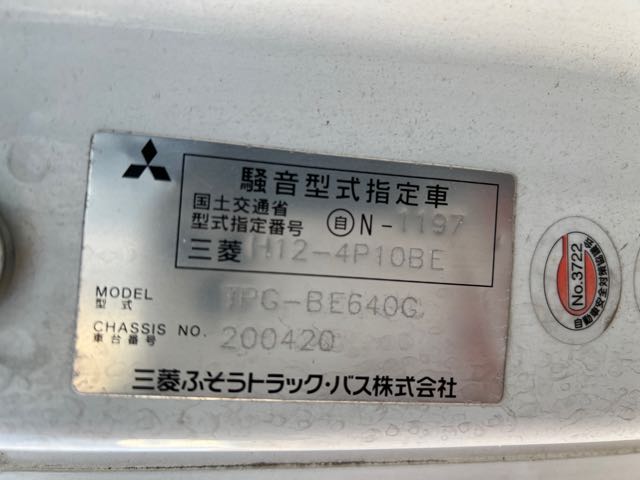 騒音型式指定車
国土交通省
型式指定番号 自 N-1197
三菱 H12-4P10BE
MODEL
型式 TPG-BE640G
CHASSIS NO. 200420
車台番号
三菱ふそうトラック・バス株式会社
No.3722